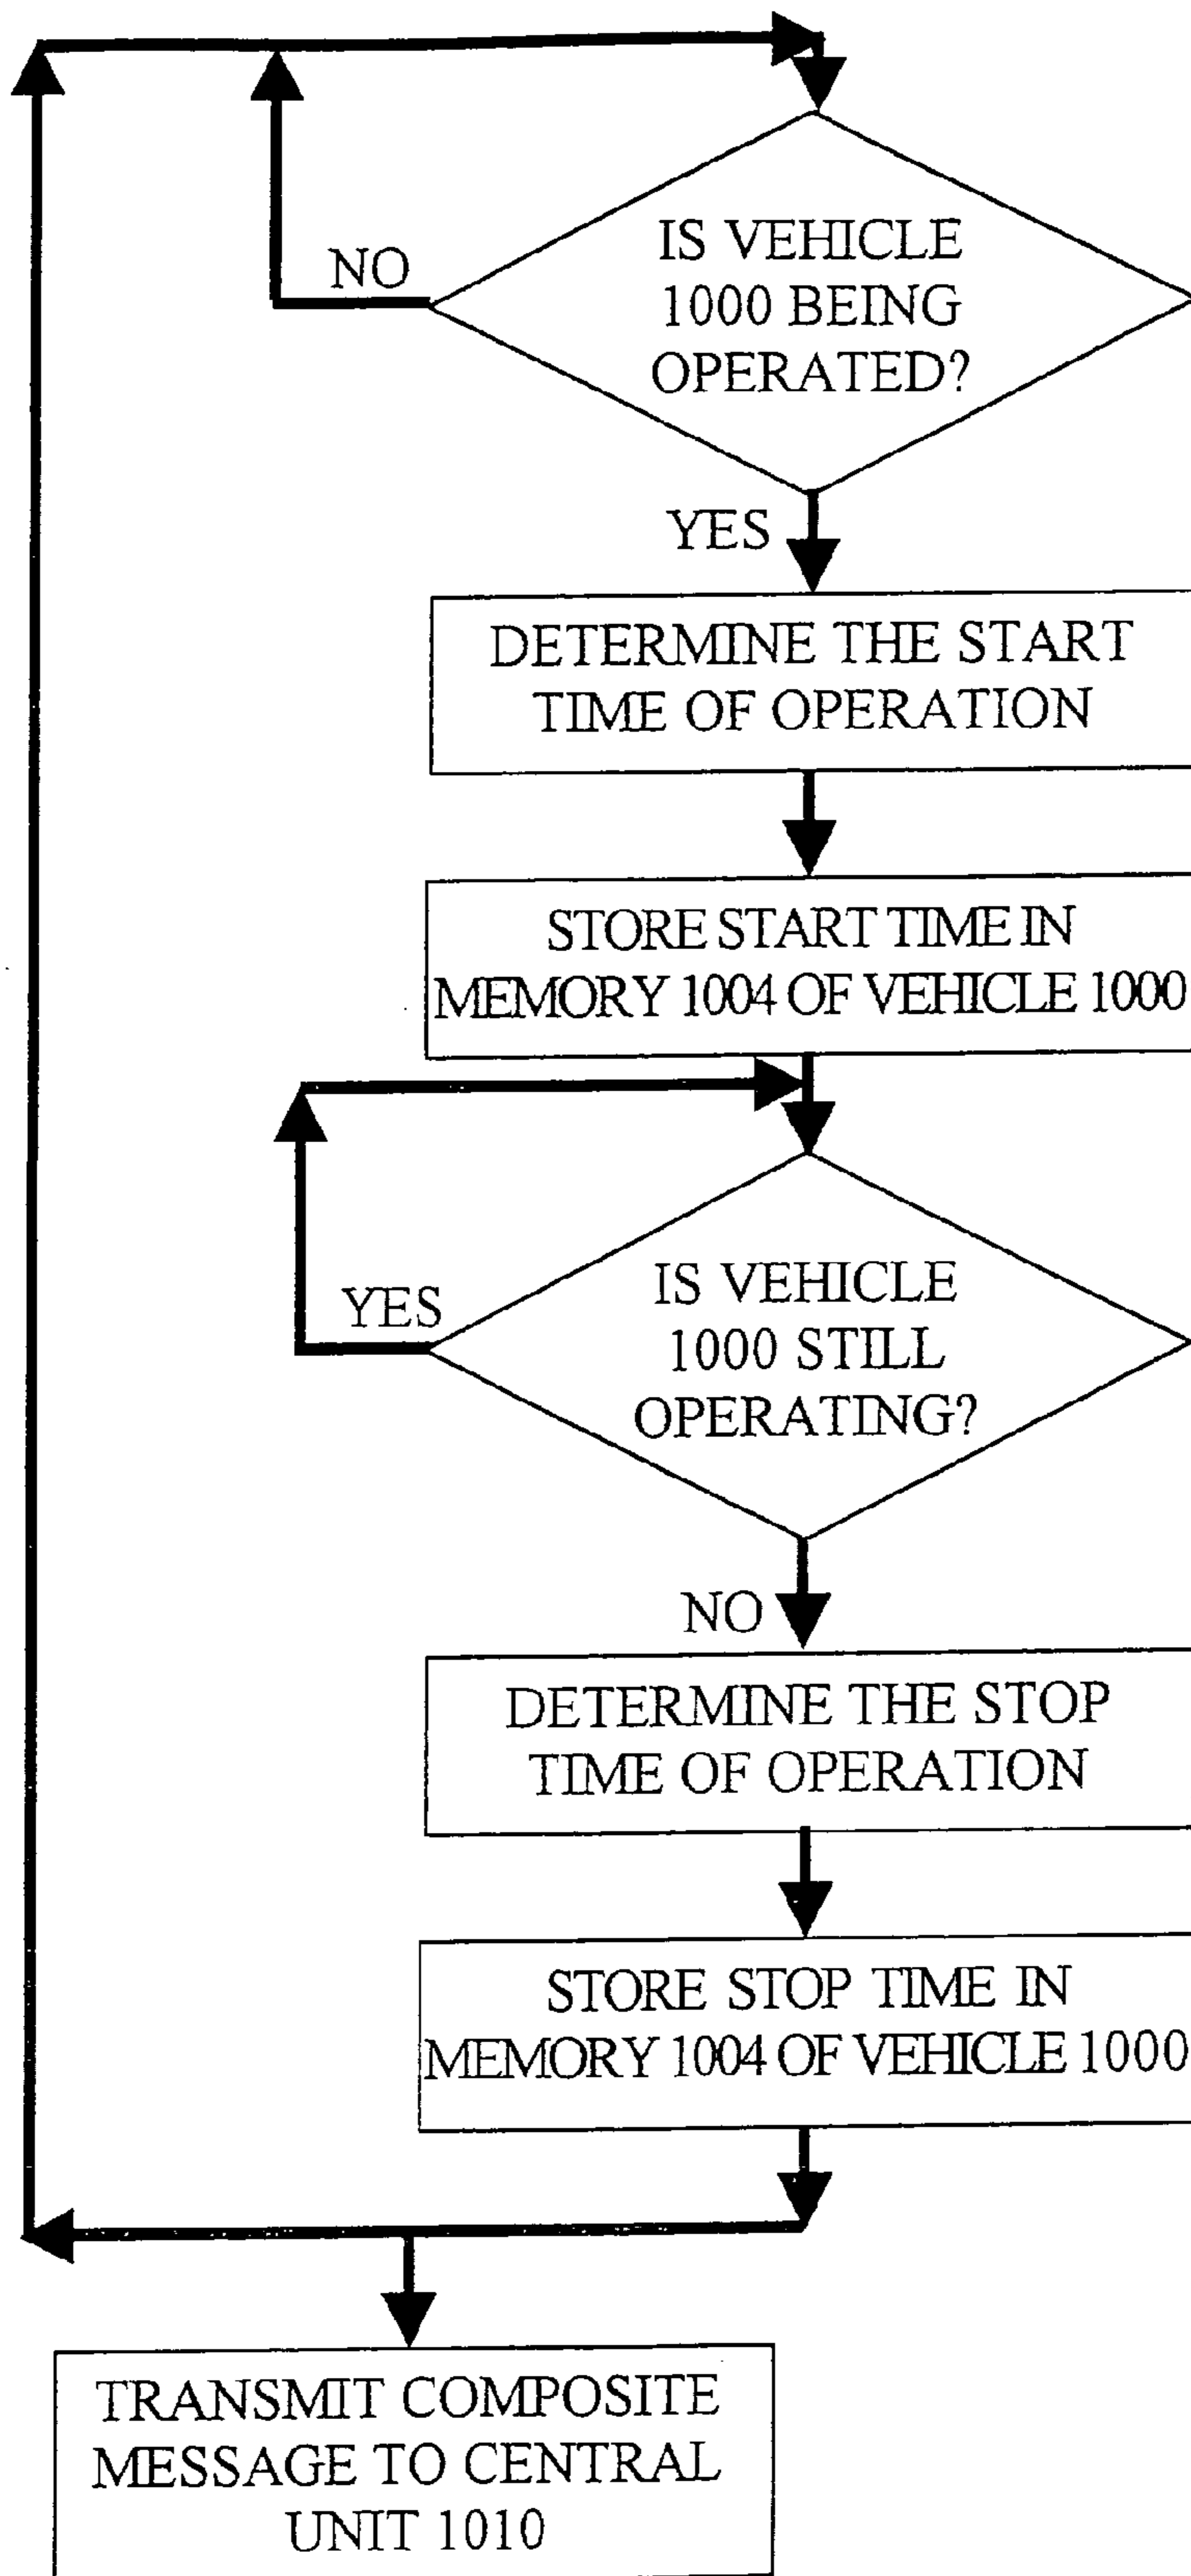 IS VEHICLE
1000 BEING
OPERATED?
NO
YES
DETERMINE THE START
TIME OF OPERATION
STORE START TIME IN
MEMORY 1004 OF VEHICLE 1000
IS VEHICLE
1000 STILL
OPERATING?
YES
NO
DETERMINE THE STOP
TIME OF OPERATION
STORE STOP TIME IN
MEMORY 1004 OF VEHICLE 1000
TRANSMIT COMPOSITE
MESSAGE TO CENTRAL
UNIT 1010